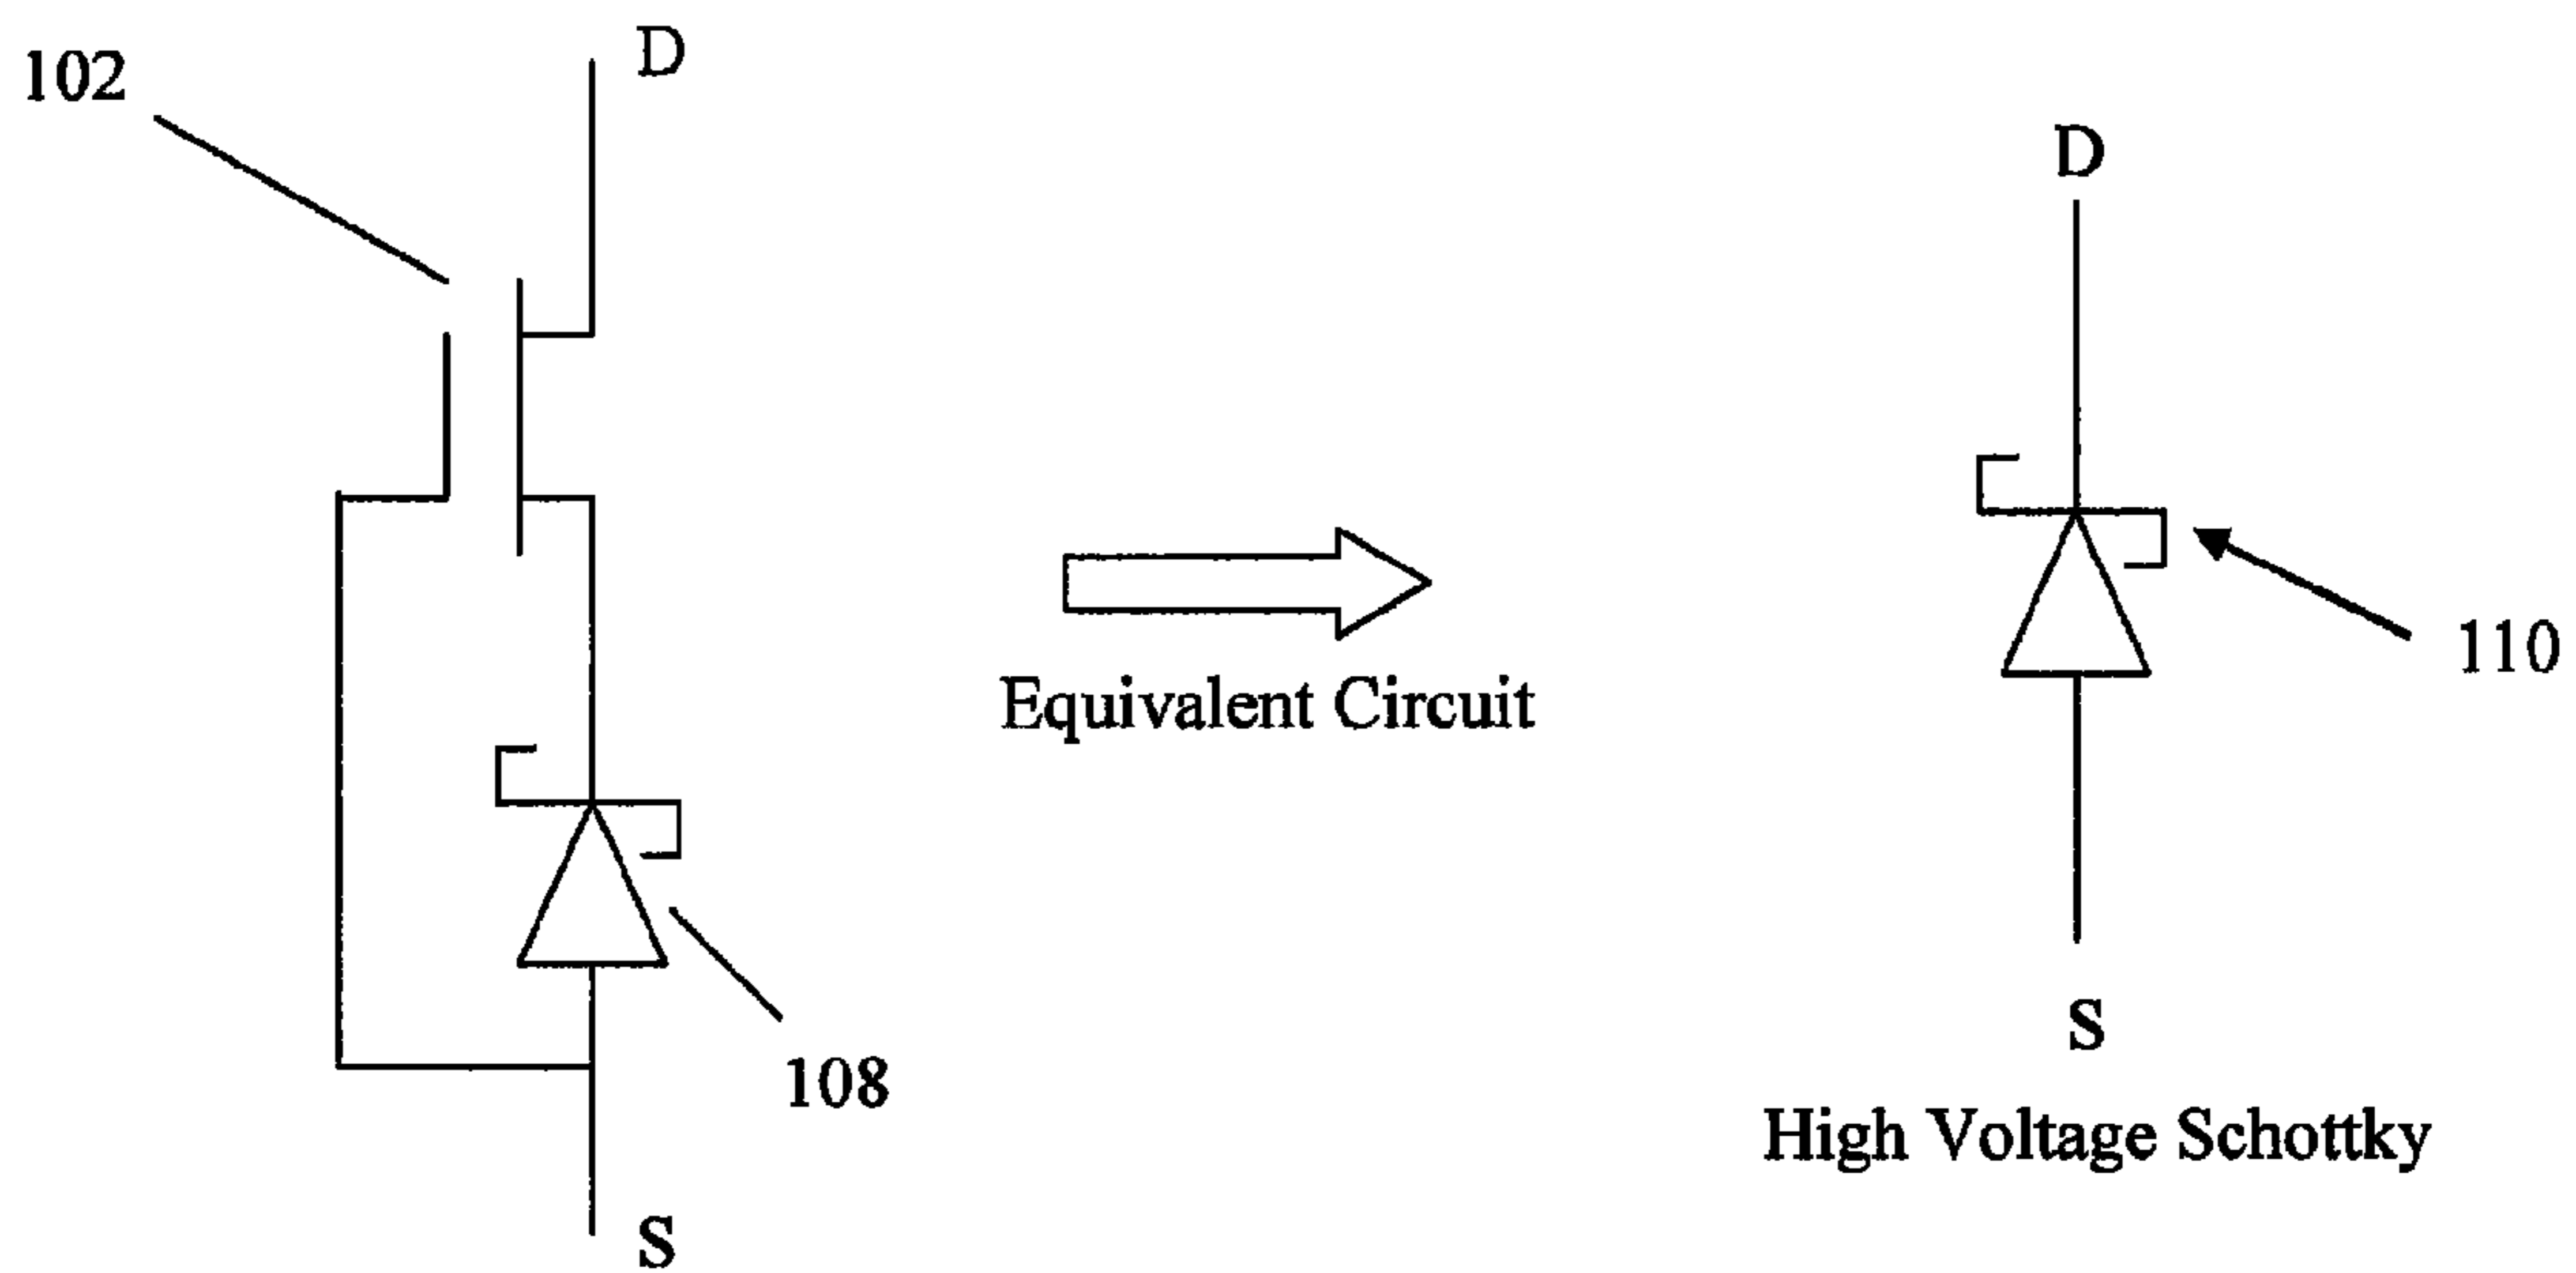 102
D
108
S
Equivalent Circuit
D
110
S
High Voltage Schottky